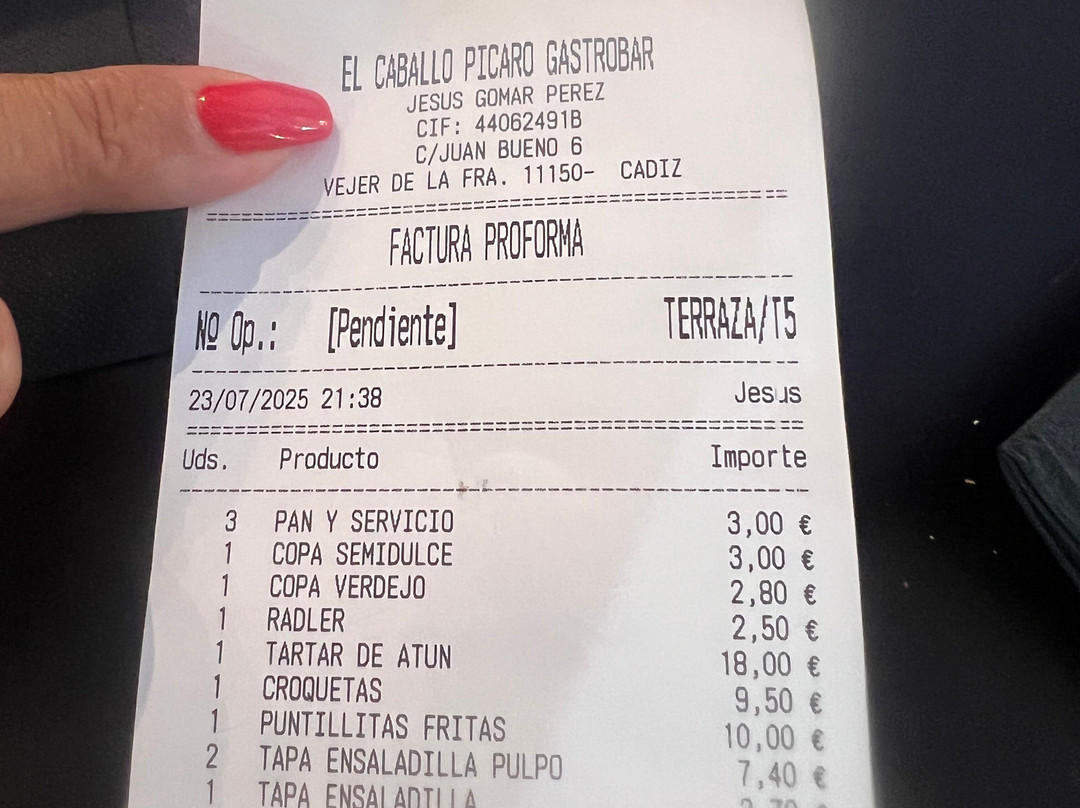 EL CABALLO PICARO GASTROBAR
JESUS GOMAR PEREZ
CIF: 44062491B
C/JUAN BUENO 6
VEJER DE LA FRA. 11150- CADIZ
FACTURA PROFORMA
Nº Op.: [Pendiente] TERRAZA/T5
23/07/2025 21:38 Jesus
Uds. Producto Importe
3 PAN Y SERVICIO 3,00 €
1 COPA SEMIDULCE 3,00 €
1 COPA VERDEJO 2,80 €
1 RADLER 2,50 €
1 TARTAR DE ATUN 18,00 €
1 CROQUETAS 9,50 €
1 PUNTILLITAS FRITAS 10,00 €
2 TAPA ENSALADILLA PULPO 7,40 €
1 TAPA ENSALADILLA